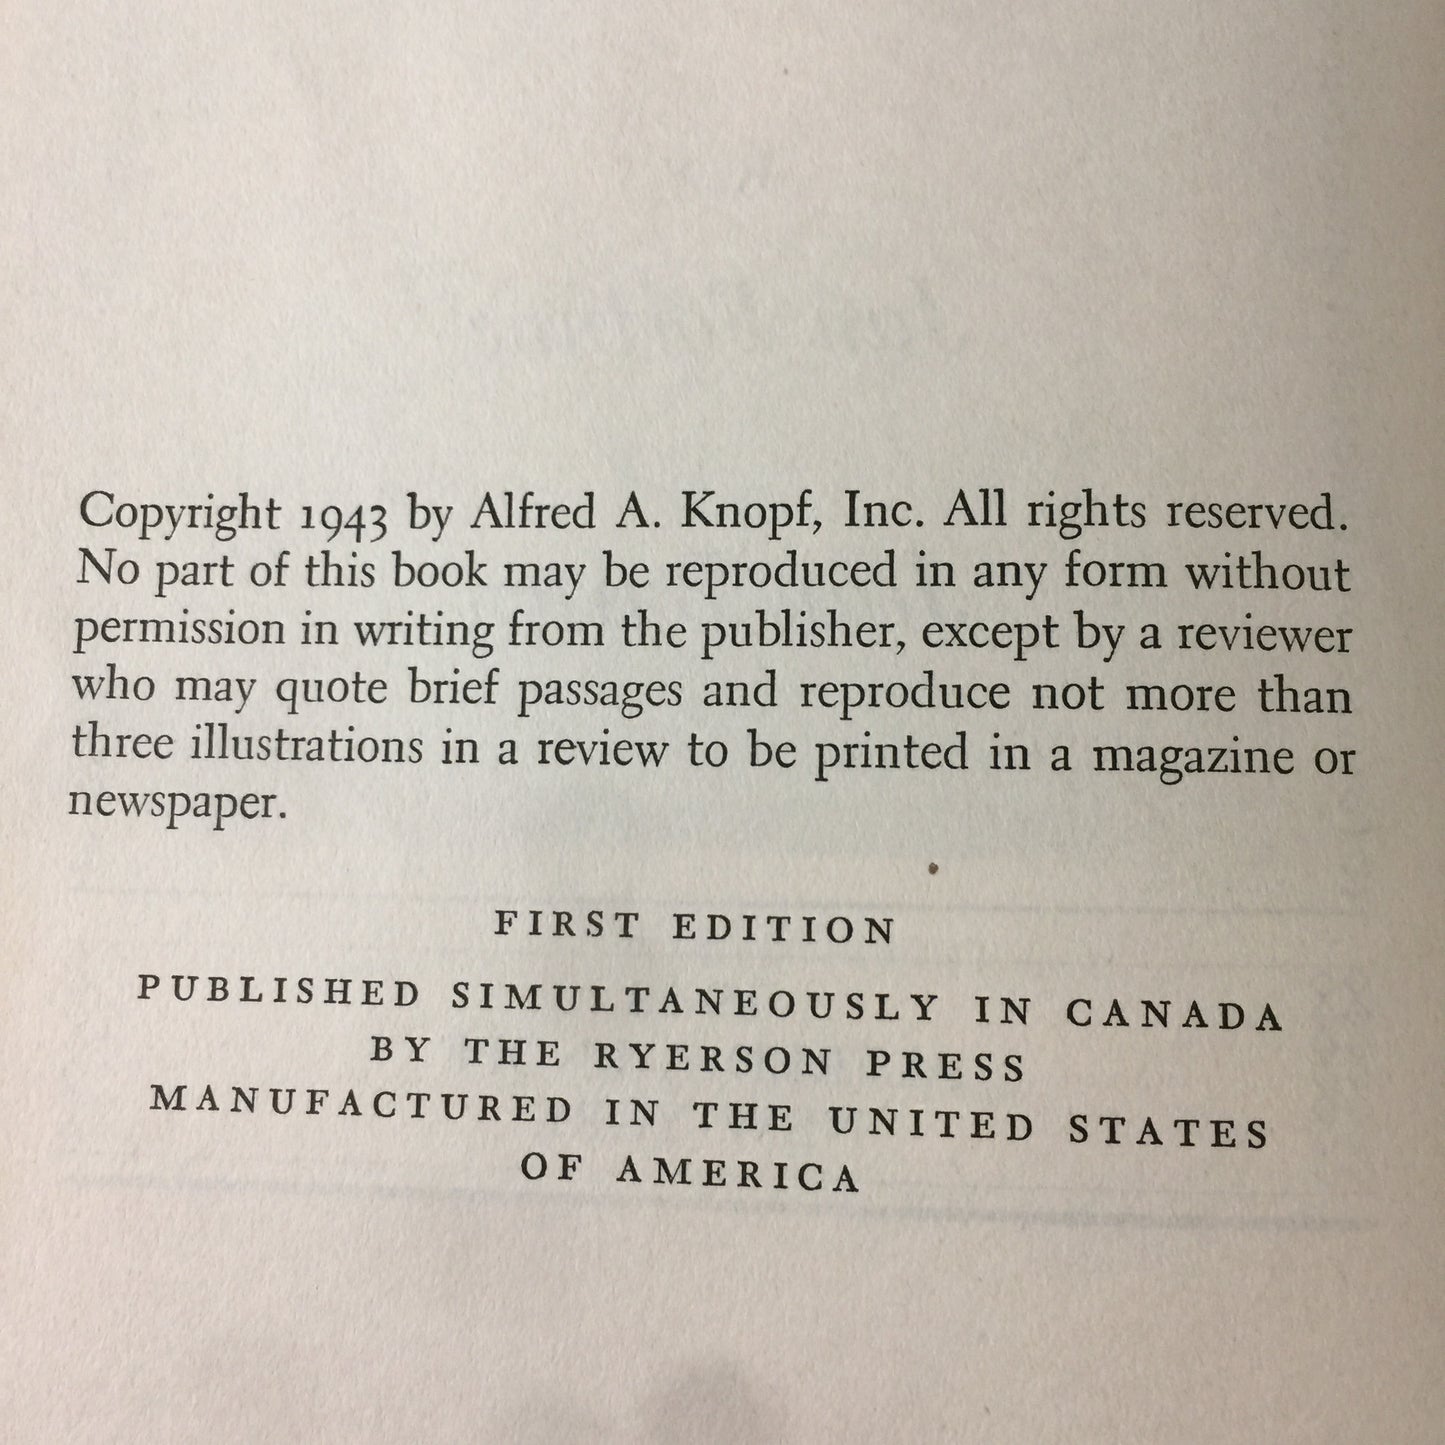 Copyright 1943 by Alfred A. Knopf, Inc. All rights reserved.
No part of this book may be reproduced in any form without
permission in writing from the publisher, except by a reviewer
who may quote brief passages and reproduce not more than
three illustrations in a review to be printed in a magazine or
newspaper.
FIRST EDITION
PUBLISHED SIMULTANEOUSLY IN CANADA
BY THE RYERSON PRESS
MANUFACTURED IN THE UNITED STATES
OF AMERICA